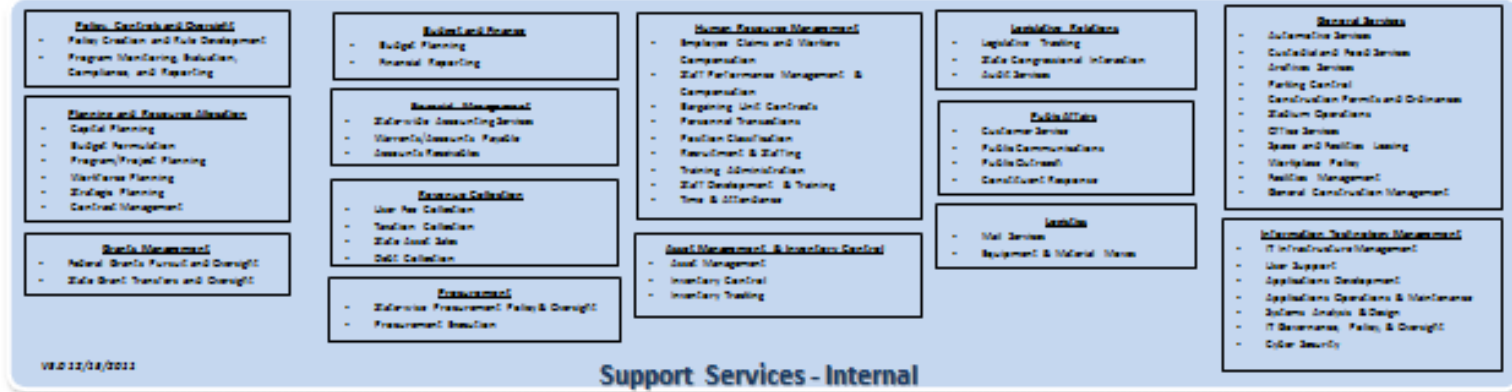 Policy, Controls and Oversight
- Policy Creation and Rule Development
- Program Monitoring, Evaluation,
Compliance, and Reporting
Planning and Resource Allocation
- Capital Planning
- Budget Formulation
- Program/Project Planning
- Workforce Planning
- Strategic Planning
- Contract Management
Grants Management
- Federal Grants Pursuit and Oversight
- State Grant Transfers and Oversight
V3.0 12/13/2011
Budget and Finance
- Budget Planning
- Financial Reporting
Financial Management
- Statewide Accounting Services
- Warrants/Accounts Payable
- Accounts Receivables
Revenue Collection
- User Fee Collection
- Taxation Collection
- State Asset Sales
- Debt Collection
Procurement
- Statewide Procurement Policy & Oversight
- Procurement Execution
Human Resource Management
- Employee Claims and Workers
Compensation
- Staff Performance Management &
Compensation
- Bargaining Unit Contracts
- Personnel Transactions
- Position Classification
- Recruitment & Staffing
- Training Administration
- Staff Development & Training
- Time & Attendance
Asset Management & Inventory Control
- Asset Management
- Inventory Control
- Inventory Tracking
Legislative Relations
- Legislative Tracking
- State Congressional Interaction
- Audit Services
Public Affairs
- Customer Service
- Public Communications
- Public Outreach
- Constituent Response
Logistics
- Mail Services
- Equipment & Material Moves
General Services
- Automotive Services
- Custodial and Food Services
- Archives Services
- Parking Control
- Construction Permits and Ordinances
- Stadium Operations
- Office Services
- Space and Facilities Leasing
- Workplace Policy
- Facilities Management
- General Construction Management
Information Technology Management
- IT Infrastructure Management
- User Support
- Applications Development
- Applications Operations & Maintenance
- Systems Analysis & Design
- IT Governance, Policy, & Oversight
- Cyber Security
Support Services - Internal